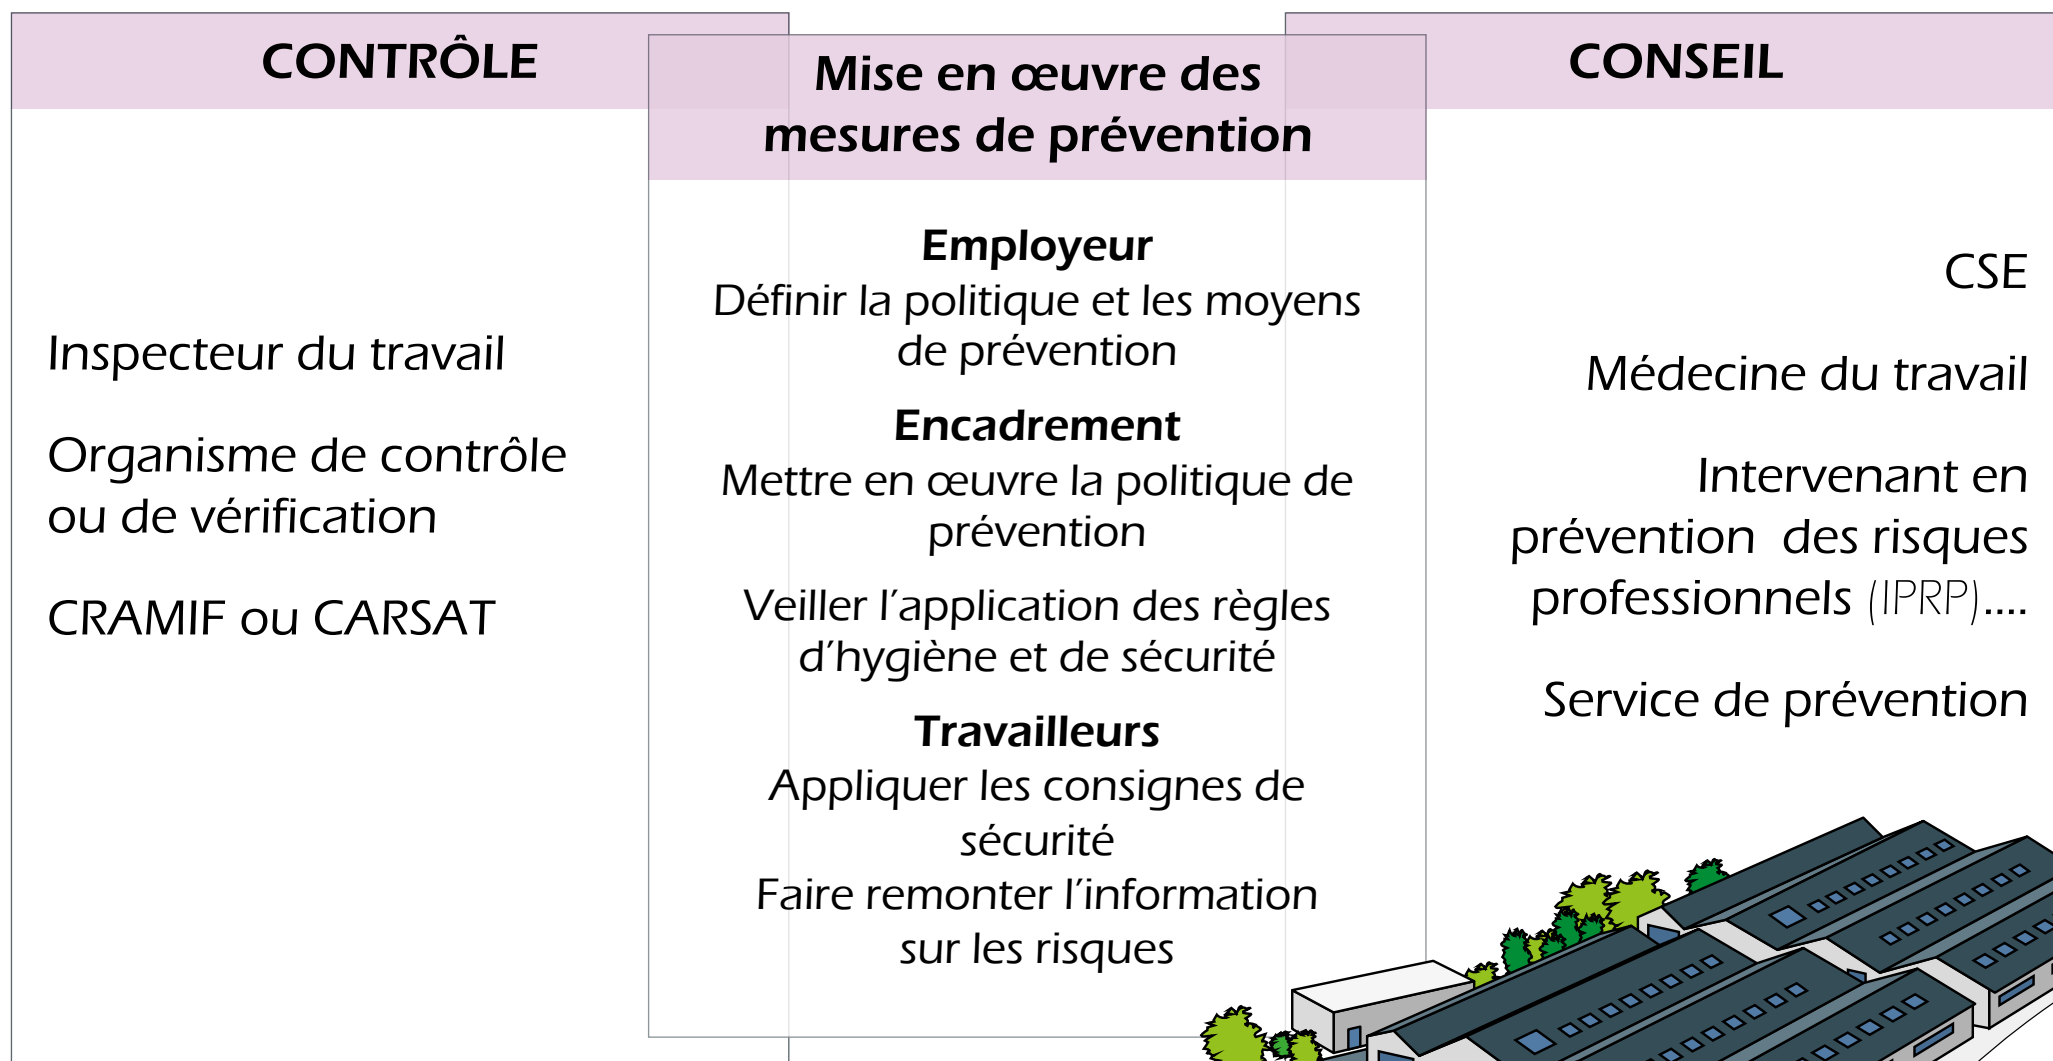 CONTRÔLE
Inspecteur du travail
Organisme de contrôle
ou de vérification
CRAMIF ou CARSAT
Mise en œuvre des
mesures de prévention
Employeur
Définir la politique et les moyens
de prévention
Encadrement
Mettre en œuvre la politique de
prévention
Veiller l’application des règles
d’hygiène et de sécurité
Travailleurs
Appliquer les consignes de
sécurité
Faire remonter l’information
sur les risques
CONSEIL
CSE
Médecine du travail
Intervenant en
prévention des risques
professionnels (IPRP)....
Service de prévention